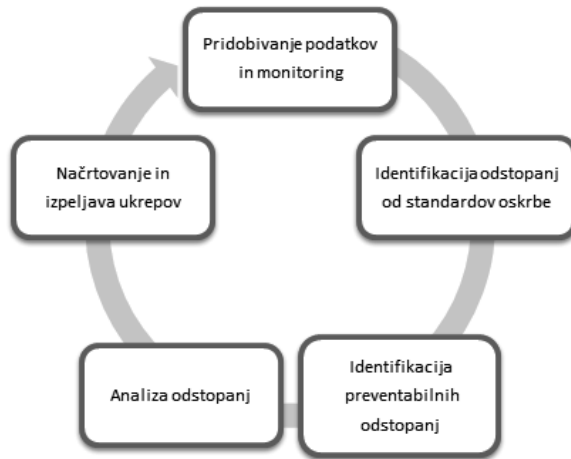 Pridobivanje podatkov
in monitoring
Identifikacija odstopanj
od standardov oskrbe
Identifikacija
preventabilnih
odstopanj
Analiza odstopanj
Načrtovanje in
izpeljava ukrepov